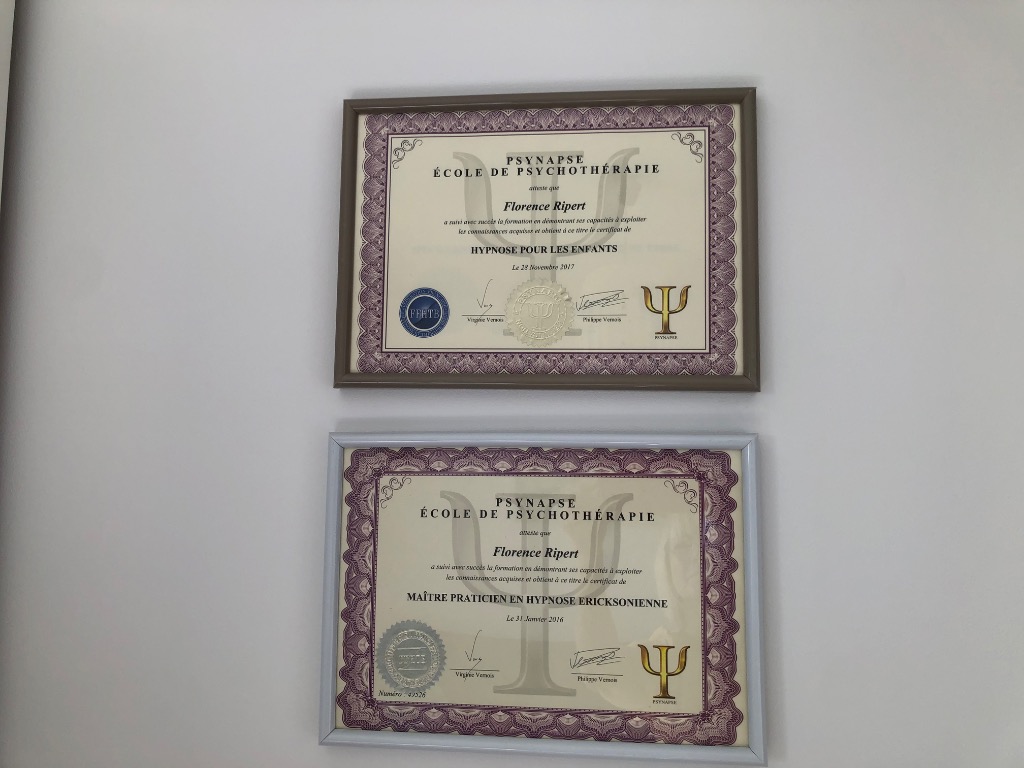 PSYNAPSE
ÉCOLE DE PSYCHOTHÉRAPIE
atteste que
Florence Ripert
a suivi avec succès la formation en démontrant ses capacités à exploiter
les connaissances acquises et obtient à ce titre le certificat de
HYPNOSE POUR LES ENFANTS
Le 28 Novembre 2017
Virginie Vernois
Philippe Vernois
PSYNAPSE
PSYNAPSE
ÉCOLE DE PSYCHOTHÉRAPIE
atteste que
Florence Ripert
a suivi avec succès la formation en démontrant ses capacités à exploiter
les connaissances acquises et obtient à ce titre le certificat de
MAÎTRE PRATICIEN EN HYPNOSE ERICKSONIENNE
Le 31 Janvier 2016
Virginie Vernois
Philippe Vernois
Numéro : 49526
PSYNAPSE